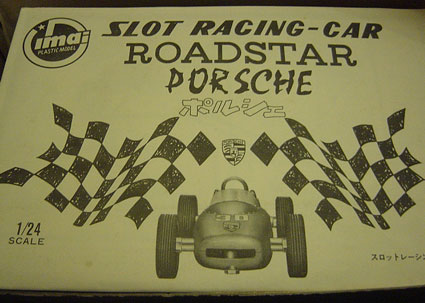 imai
PLASTIC MODEL
SLOT RACING-CAR
ROADSTAR
PORSCHE
ポルシェ
1/24
SCALE
スロットレーシン